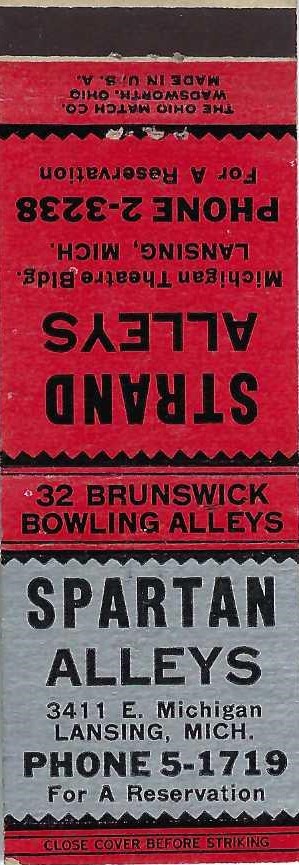 THE OHIO MATCH CO.
WADSWORTH, OHIO
MADE IN U. S. A.
STRAND
ALLEYS
Michigan Theatre Bldg.
LANSING, MICH.
PHONE 2-3238
For A Reservation
32 BRUNSWICK
BOWLING ALLEYS
SPARTAN
ALLEYS
3411 E. Michigan
LANSING, MICH.
PHONE 5-1719
For A Reservation
CLOSE COVER BEFORE STRIKING